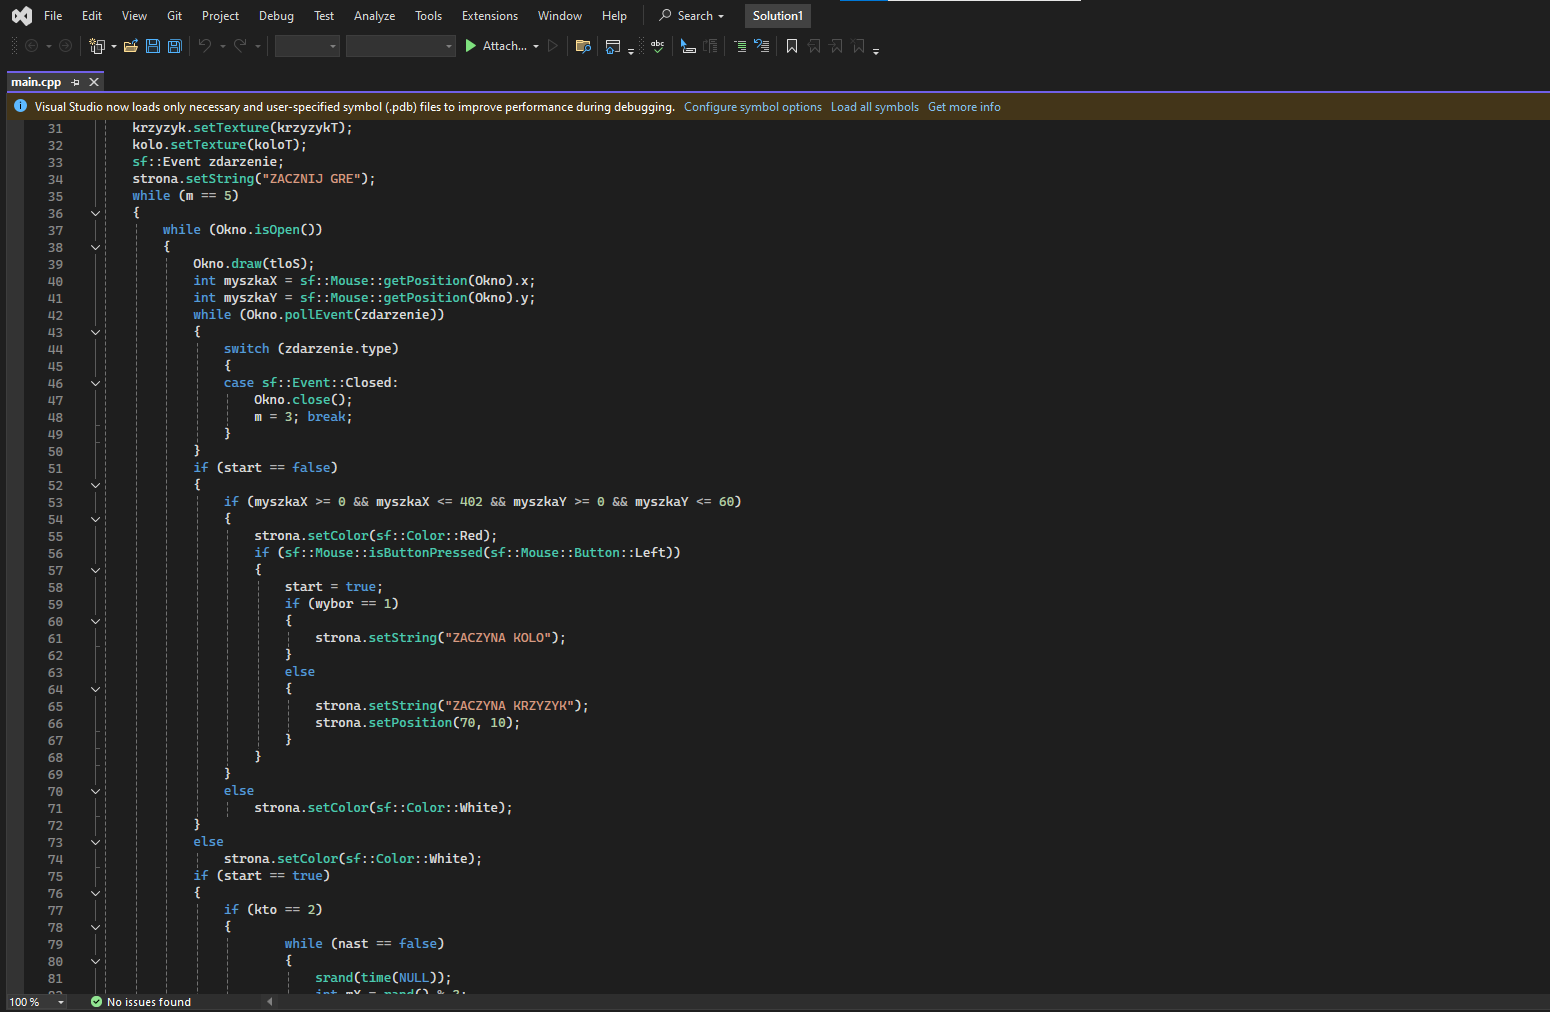 File Edit View Git Project Debug Test Analyze Tools Extensions Window Help Search Solution1
Attach...
main.cpp
Visual Studio now loads only necessary and user-specified symbol (.pdb) files to improve performance during debugging. Configure symbol options Load all symbols Get more info
31 krzyzyk.setTexture(krzyzykT);
32 kolo.setTexture(koloT);
33 sf::Event zdarzenie;
34 strona.setString("ZACZNIJ GRE");
35 while (m == 5)
36 {
37 while (Okno.isOpen())
38 {
39 Okno.draw(tloS);
40 int myszkaX = sf::Mouse::getPosition(Okno).x;
41 int myszkaY = sf::Mouse::getPosition(Okno).y;
42 while (Okno.pollEvent(zdarzenie))
43 {
44 switch (zdarzenie.type)
45 {
46 case sf::Event::Closed:
47 Okno.close();
48 m = 3; break;
49 }
50 }
51 if (start == false)
52 {
53 if (myszkaX >= 0 && myszkaX <= 402 && myszkaY >= 0 && myszkaY <= 60)
54 {
55 strona.setColor(sf::Color::Red);
56 if (sf::Mouse::isButtonPressed(sf::Mouse::Button::Left))
57 {
58 start = true;
59 if (wybor == 1)
60 {
61 strona.setString("ZACZYNA KOLO");
62 }
63 else
64 {
65 strona.setString("ZACZYNA KRZYZYK");
66 strona.setPosition(70, 10);
67 }
68 }
69 }
70 else
71 strona.setColor(sf::Color::White);
72 }
73 else
74 strona.setColor(sf::Color::White);
75 if (start == true)
76 {
77 if (kto == 2)
78 {
79 while (nast == false)
80 {
81 srand(time(NULL));
82 int mX = rand() % 3;
100 % No issues found